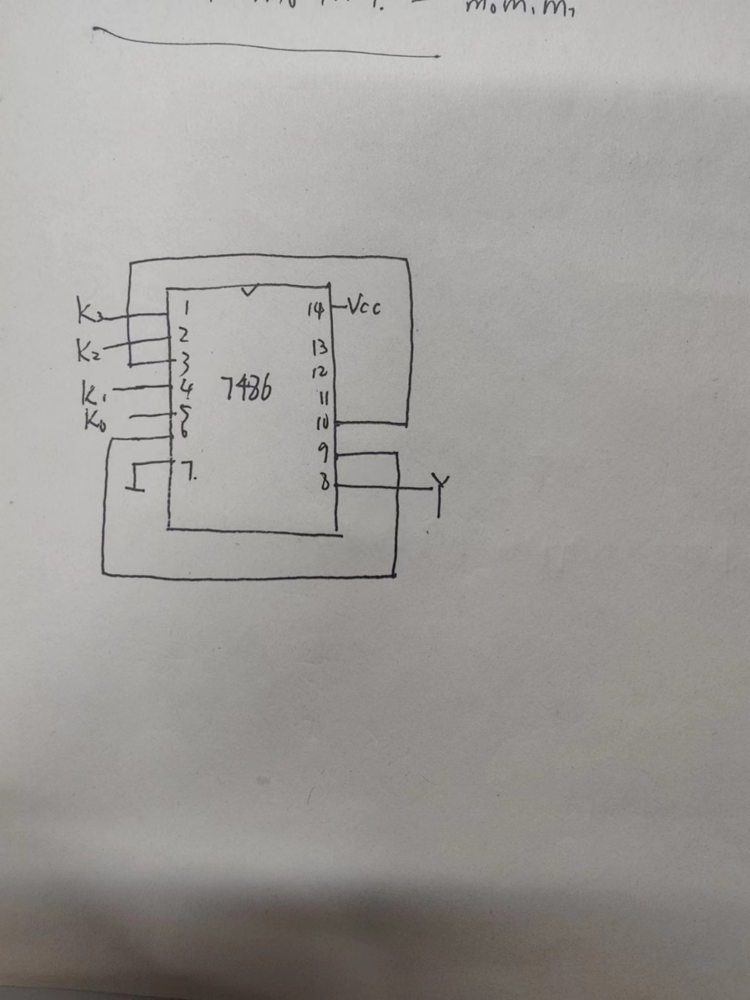 m₀m₁m₇
K₃ 1 14 Vcc
K₂ 2 13
3 12
K₁ 4 7486 11
K₀ 5 10
6 9
7. 8 Y